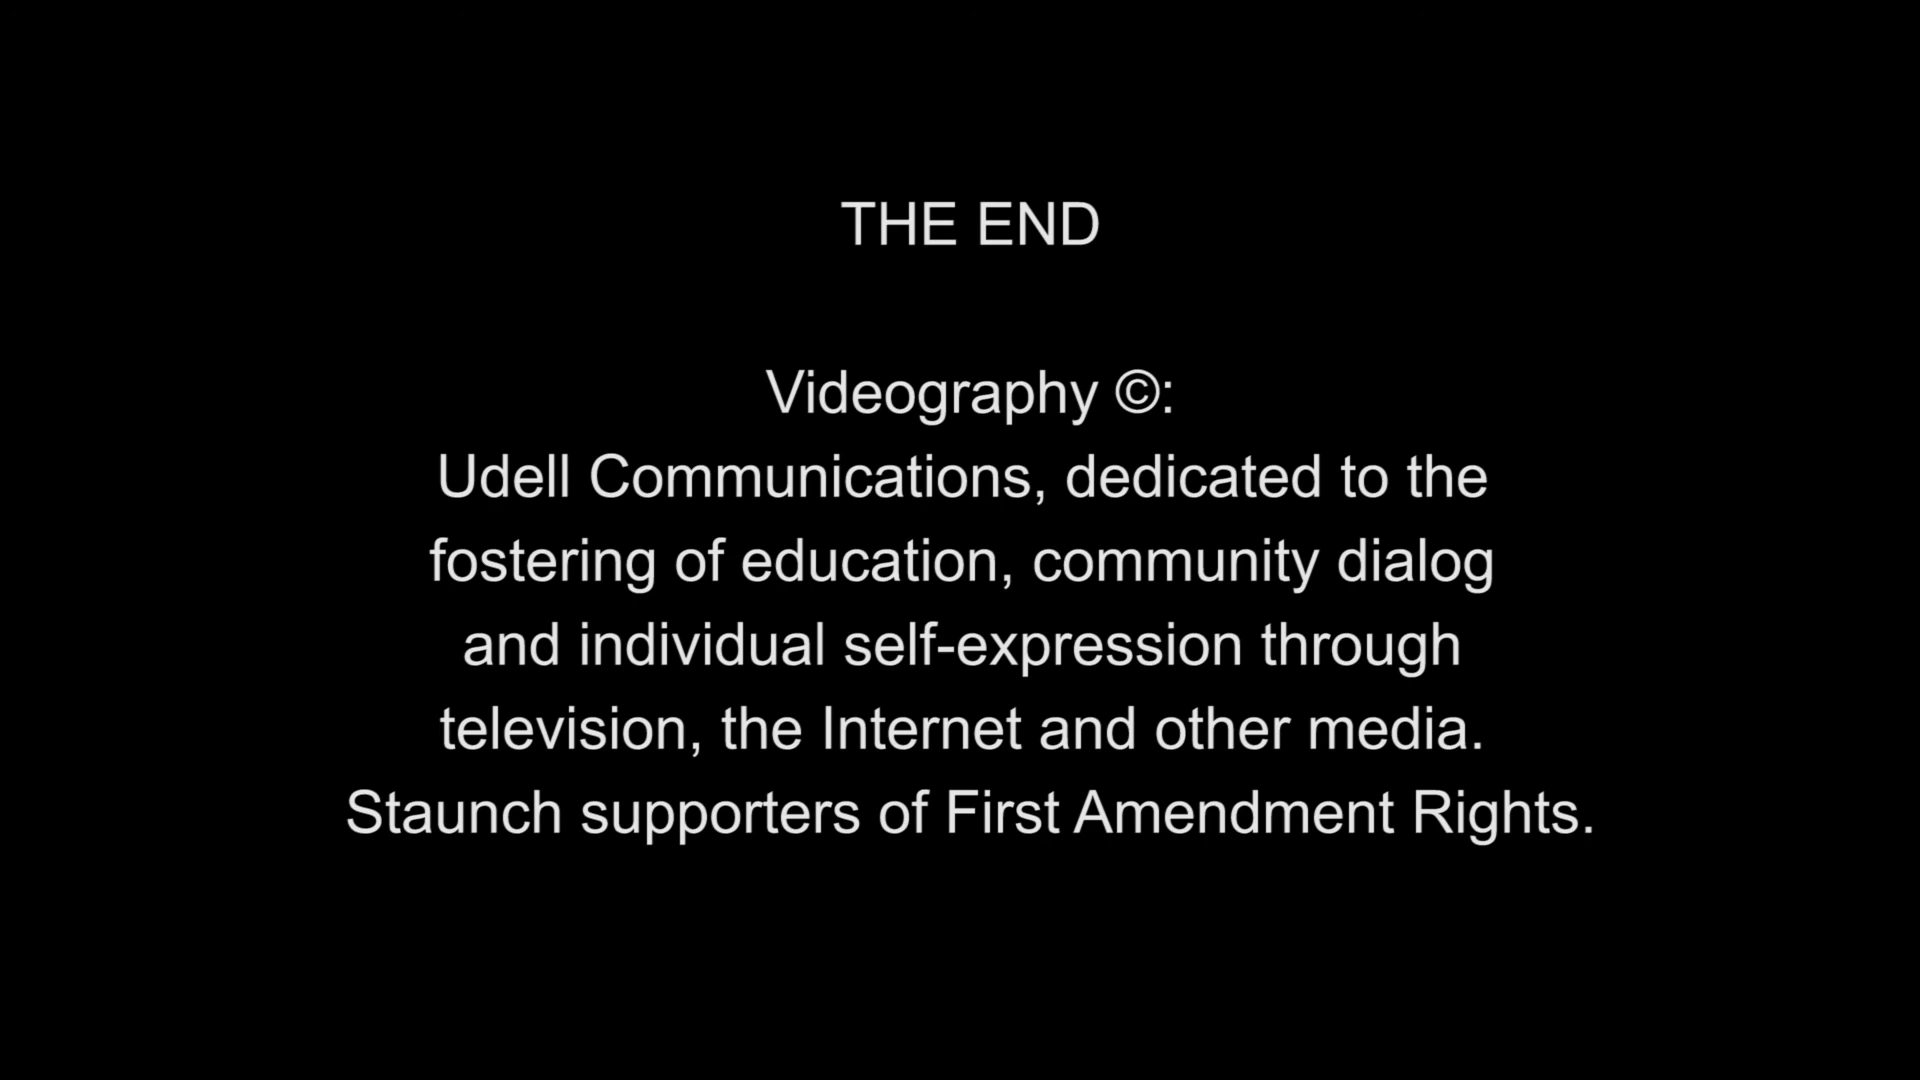 THE END
Videography ©:
Udell Communications, dedicated to the
fostering of education, community dialog
and individual self-expression through
television, the Internet and other media.
Staunch supporters of First Amendment Rights.